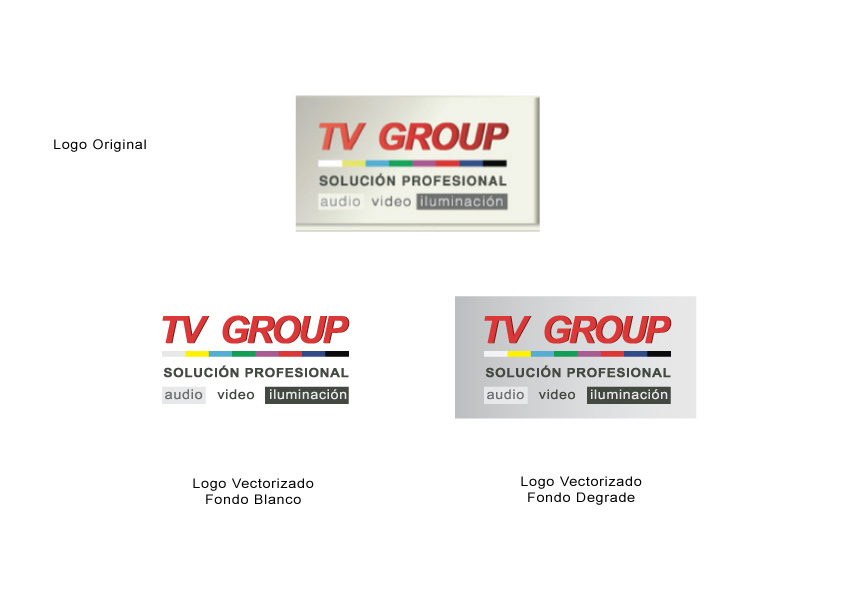 Logo Original
TV GROUP
SOLUCIÓN PROFESIONAL
audio video iluminación
TV GROUP
SOLUCIÓN PROFESIONAL
audio video iluminación
Logo Vectorizado
Fondo Blanco
TV GROUP
SOLUCIÓN PROFESIONAL
audio video iluminación
Logo Vectorizado
Fondo Degrade